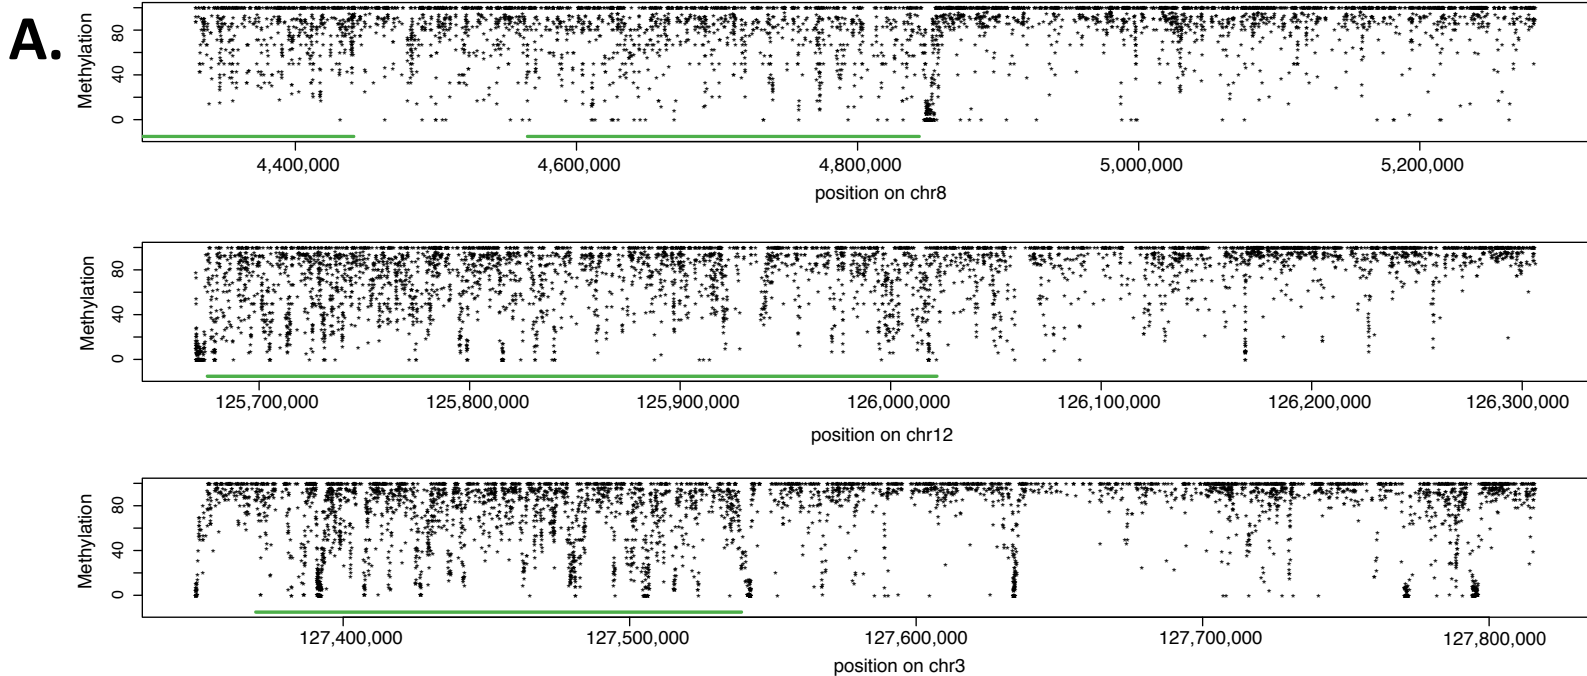 A.
Methylation
80
40
0
4,400,000 4,600,000 4,800,000 5,000,000 5,200,000
position on chr8
Methylation
80
40
0
125,700,000 125,800,000 125,900,000 126,000,000 126,100,000 126,200,000 126,300,000
position on chr12
Methylation
80
40
0
127,400,000 127,500,000 127,600,000 127,700,000 127,800,000
position on chr3